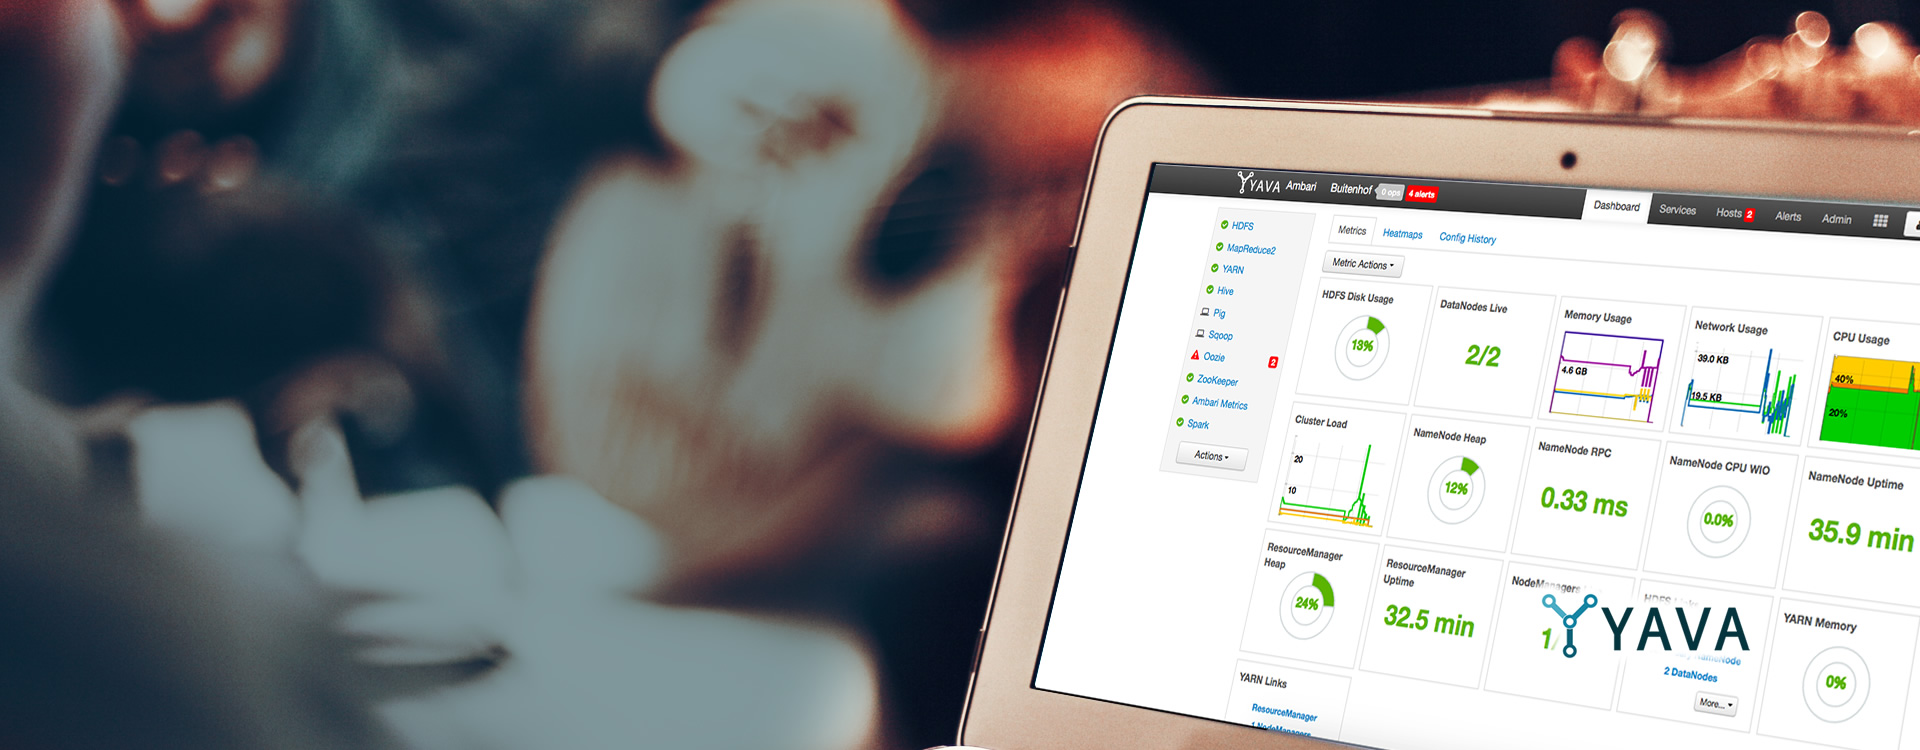 YAVA Ambari Buitenhof 0 ops 4 alerts
Dashboard Services Hosts 2 Alerts Admin
HDFS
MapReduce2
YARN
Hive
Pig
Sqoop
Oozie 2
ZooKeeper
Ambari Metrics
Spark
Actions
Metrics Heatmaps Config History
Metric Actions
HDFS Disk Usage
13%
DataNodes Live
2/2
Memory Usage
4.6 GB
Network Usage
39.0 KB
19.5 KB
CPU Usage
40%
20%
Cluster Load
20
10
NameNode Heap
12%
NameNode RPC
0.33 ms
NameNode CPU WIO
0.0%
NameNode Uptime
35.9 min
ResourceManager
Heap
24%
ResourceManager
Uptime
32.5 min
NodeManagers
HDFS Links
NameNode
2 DataNodes
More...
YARN Memory
0%
YARN Links
ResourceManager
1 NodeManagers
YAVA